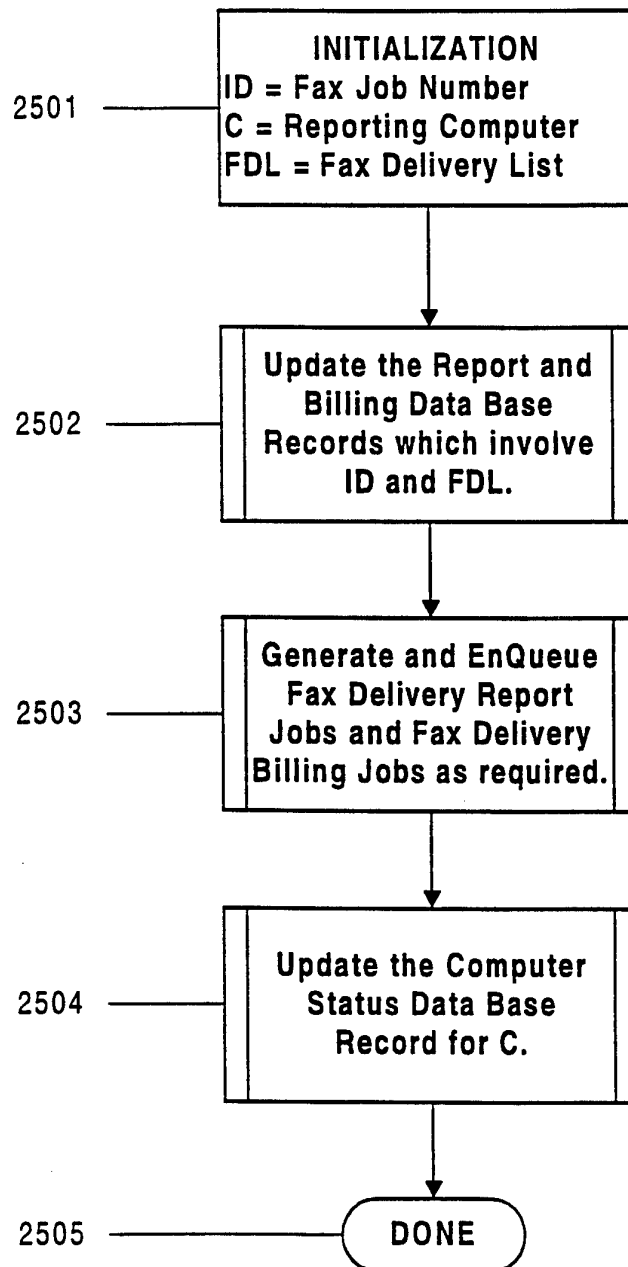 INITIALIZATION
2501
ID = Fax Job Number
C = Reporting Computer
FDL = Fax Delivery List
2502
Update the Report and
Billing Data Base
Records which involve
ID and FDL.
2503
Generate and EnQueue
Fax Delivery Report
Jobs and Fax Delivery
Billing Jobs as required.
2504
Update the Computer
Status Data Base
Record for C.
2505
DONE